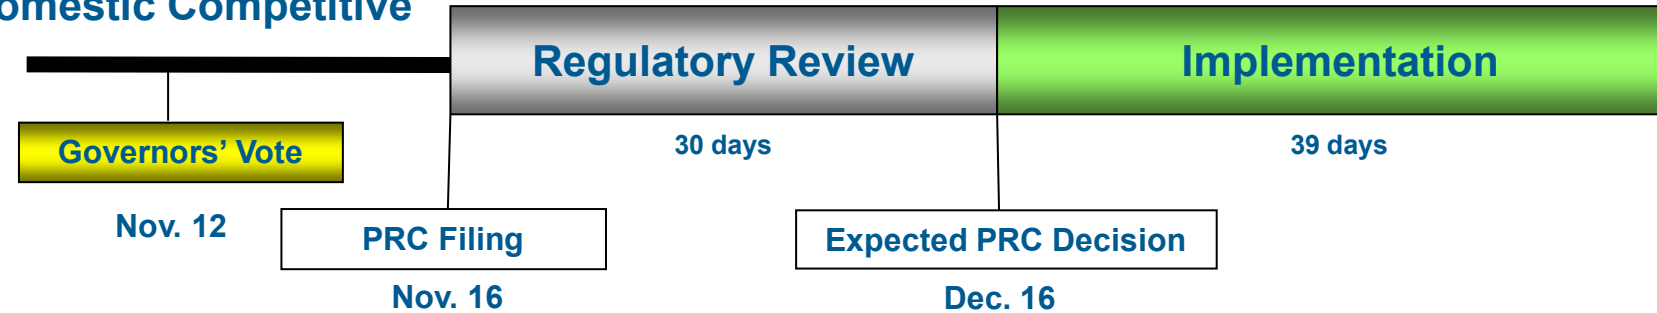 omestic Competitive
Regulatory Review
Implementation
Governors’ Vote
30 days
39 days
Nov. 12
PRC Filing
Expected PRC Decision
Nov. 16
Dec. 16